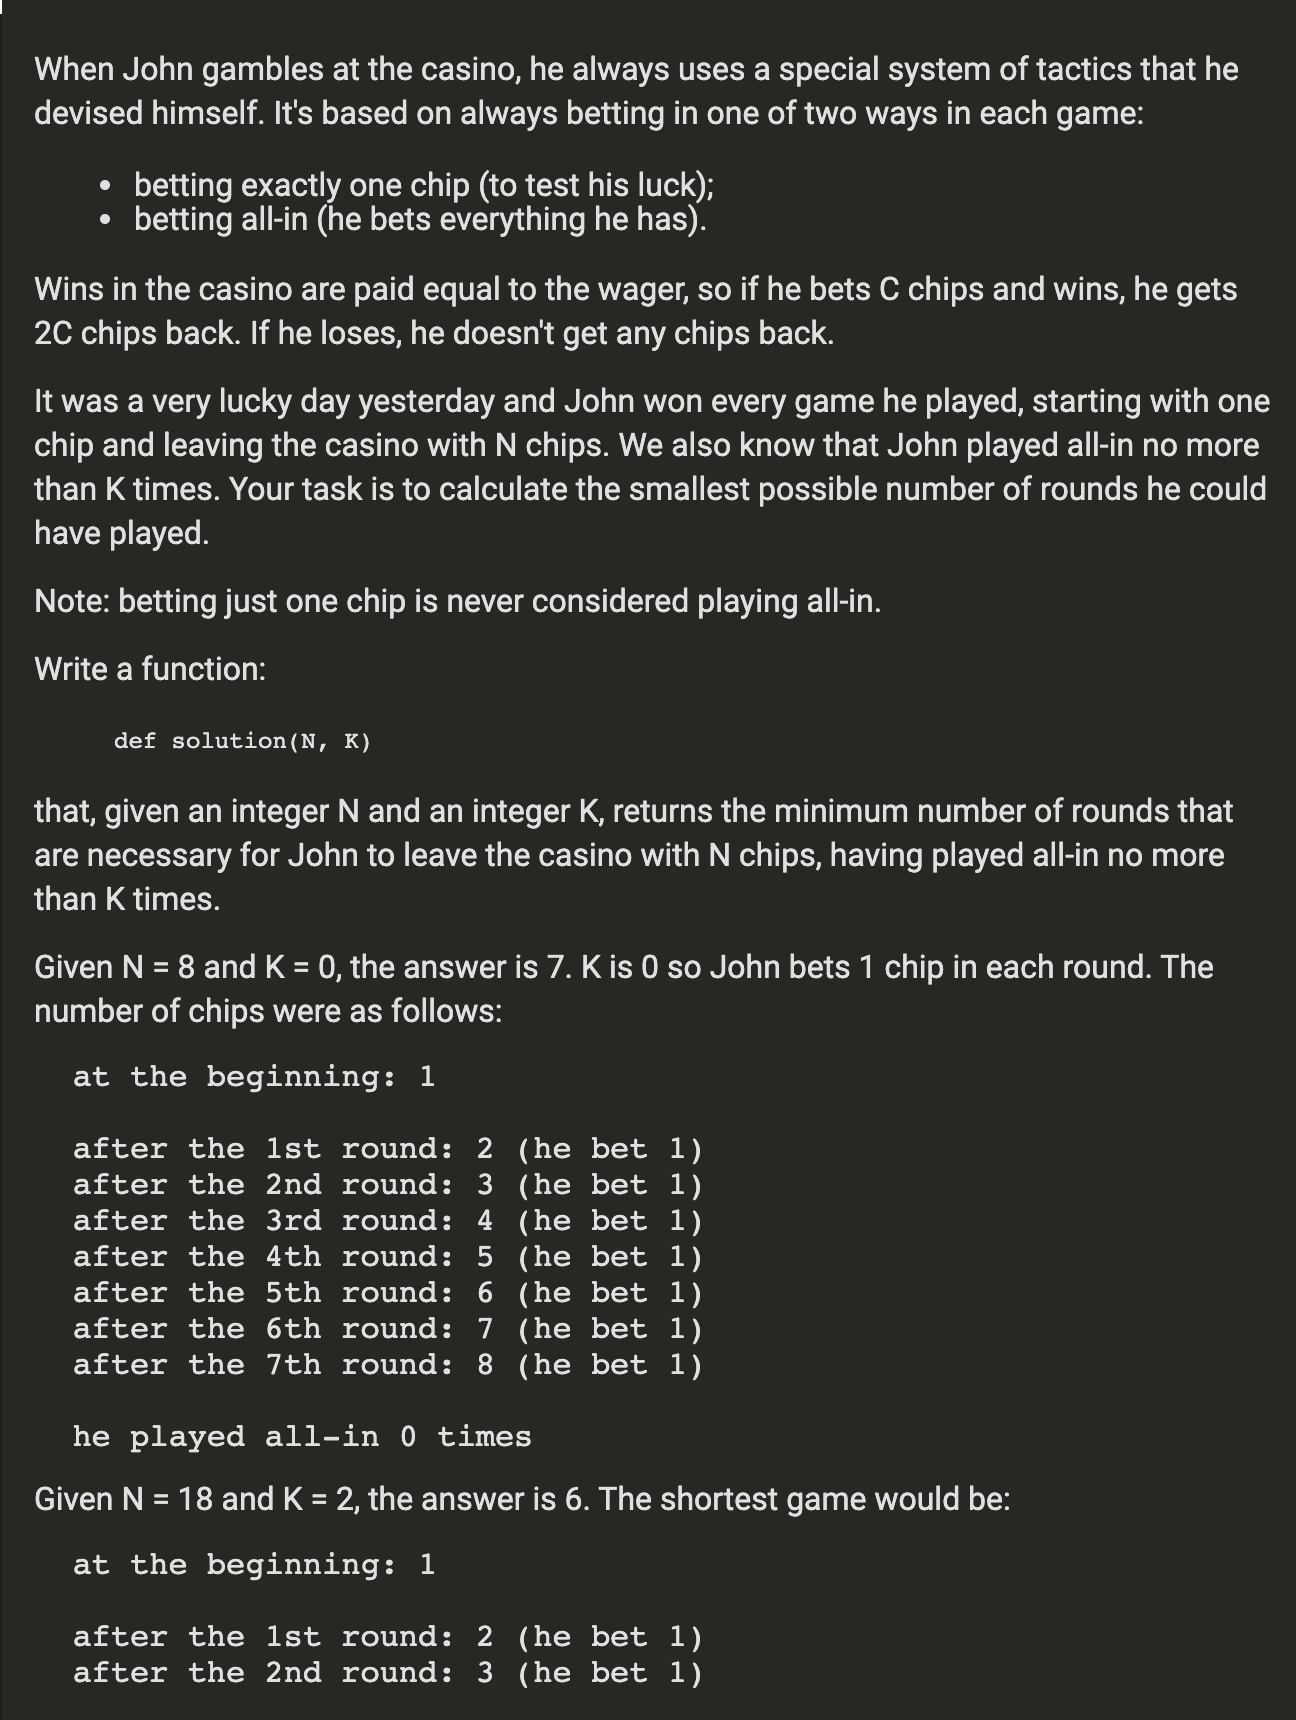 When John gambles at the casino, he always uses a special system of tactics that he
devised himself. It's based on always betting in one of two ways in each game:
• betting exactly one chip (to test his luck);
• betting all-in (he bets everything he has).
Wins in the casino are paid equal to the wager, so if he bets C chips and wins, he gets
2C chips back. If he loses, he doesn't get any chips back.
It was a very lucky day yesterday and John won every game he played, starting with one
chip and leaving the casino with N chips. We also know that John played all-in no more
than K times. Your task is to calculate the smallest possible number of rounds he could
have played.
Note: betting just one chip is never considered playing all-in.
Write a function:
def solution(N, K)
that, given an integer N and an integer K, returns the minimum number of rounds that
are necessary for John to leave the casino with N chips, having played all-in no more
than K times.
Given N = 8 and K = 0, the answer is 7. K is 0 so John bets 1 chip in each round. The
number of chips were as follows:
at the beginning: 1
after the 1st round: 2 (he bet 1)
after the 2nd round: 3 (he bet 1)
after the 3rd round: 4 (he bet 1)
after the 4th round: 5 (he bet 1)
after the 5th round: 6 (he bet 1)
after the 6th round: 7 (he bet 1)
after the 7th round: 8 (he bet 1)
he played all-in 0 times
Given N = 18 and K = 2, the answer is 6. The shortest game would be:
at the beginning: 1
after the 1st round: 2 (he bet 1)
after the 2nd round: 3 (he bet 1)